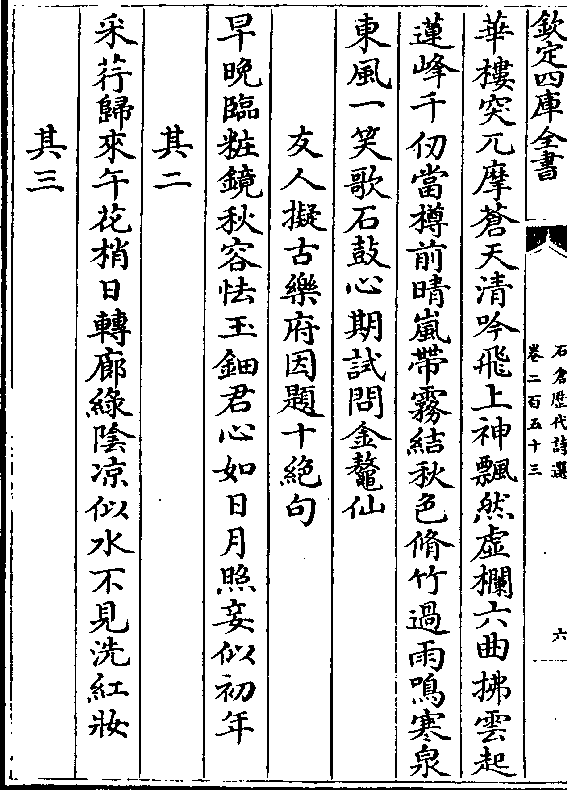 欽定四庫全書
石倉歴代詩選
卷二百五十三
六
華樓突兀摩蒼天清吟飛上神飄然虛欄六曲拂雲起
蓮峰千仞當樽前晴嵐帶霧結秋色脩竹過雨鳴寒泉
東風一笑歌石鼓心期試問金鼇仙
友人擬古樂府因題十絶句
早晚臨粧鏡秋容怯玉鈿君心如日月照妾似初年
其二
采荇歸來午花梢日轉廊綠陰凉似水不見洗紅妝
其三